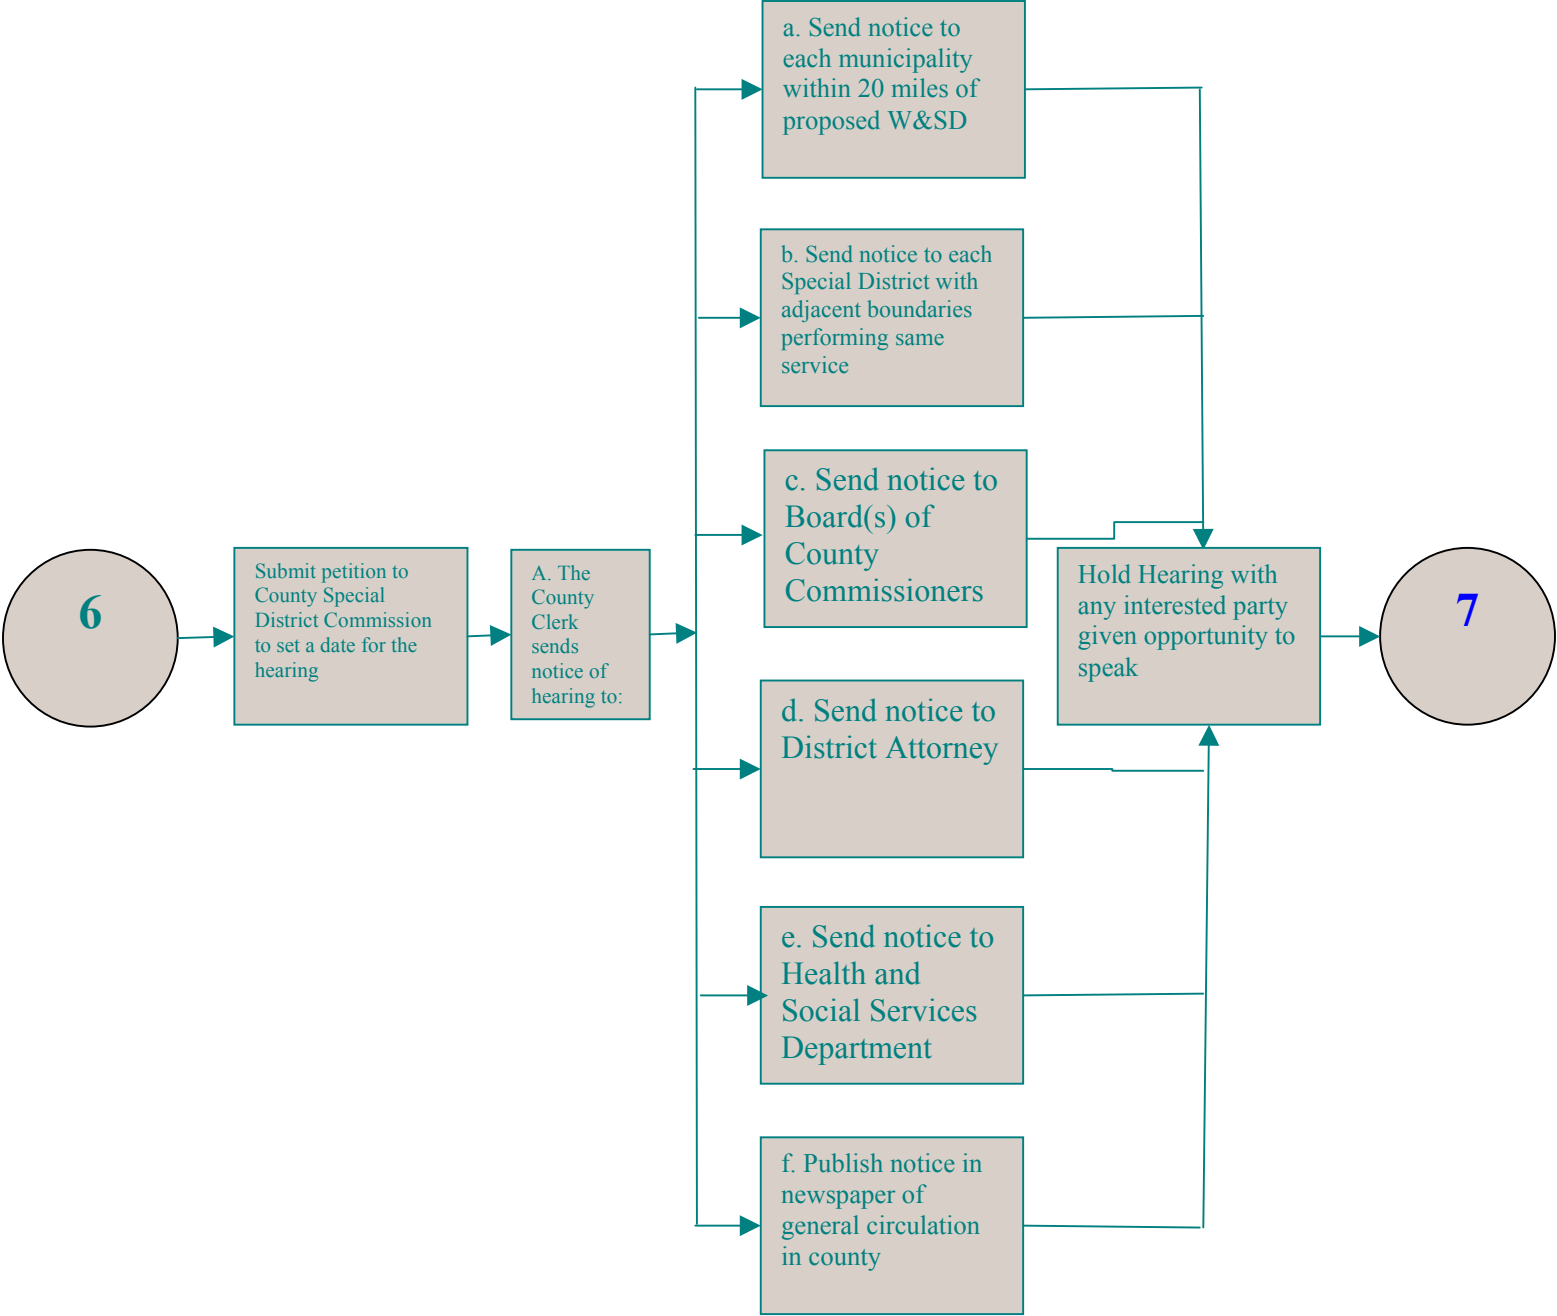 6
Submit petition to
County Special
District Commission
to set a date for the
hearing
A. The
County
Clerk
sends
notice of
hearing to:
a. Send notice to
each municipality
within 20 miles of
proposed W&SD
b. Send notice to each
Special District with
adjacent boundaries
performing same
service
c. Send notice to
Board(s) of
County
Commissioners
d. Send notice to
District Attorney
e. Send notice to
Health and
Social Services
Department
f. Publish notice in
newspaper of
general circulation
in county
Hold Hearing with
any interested party
given opportunity to
speak
7